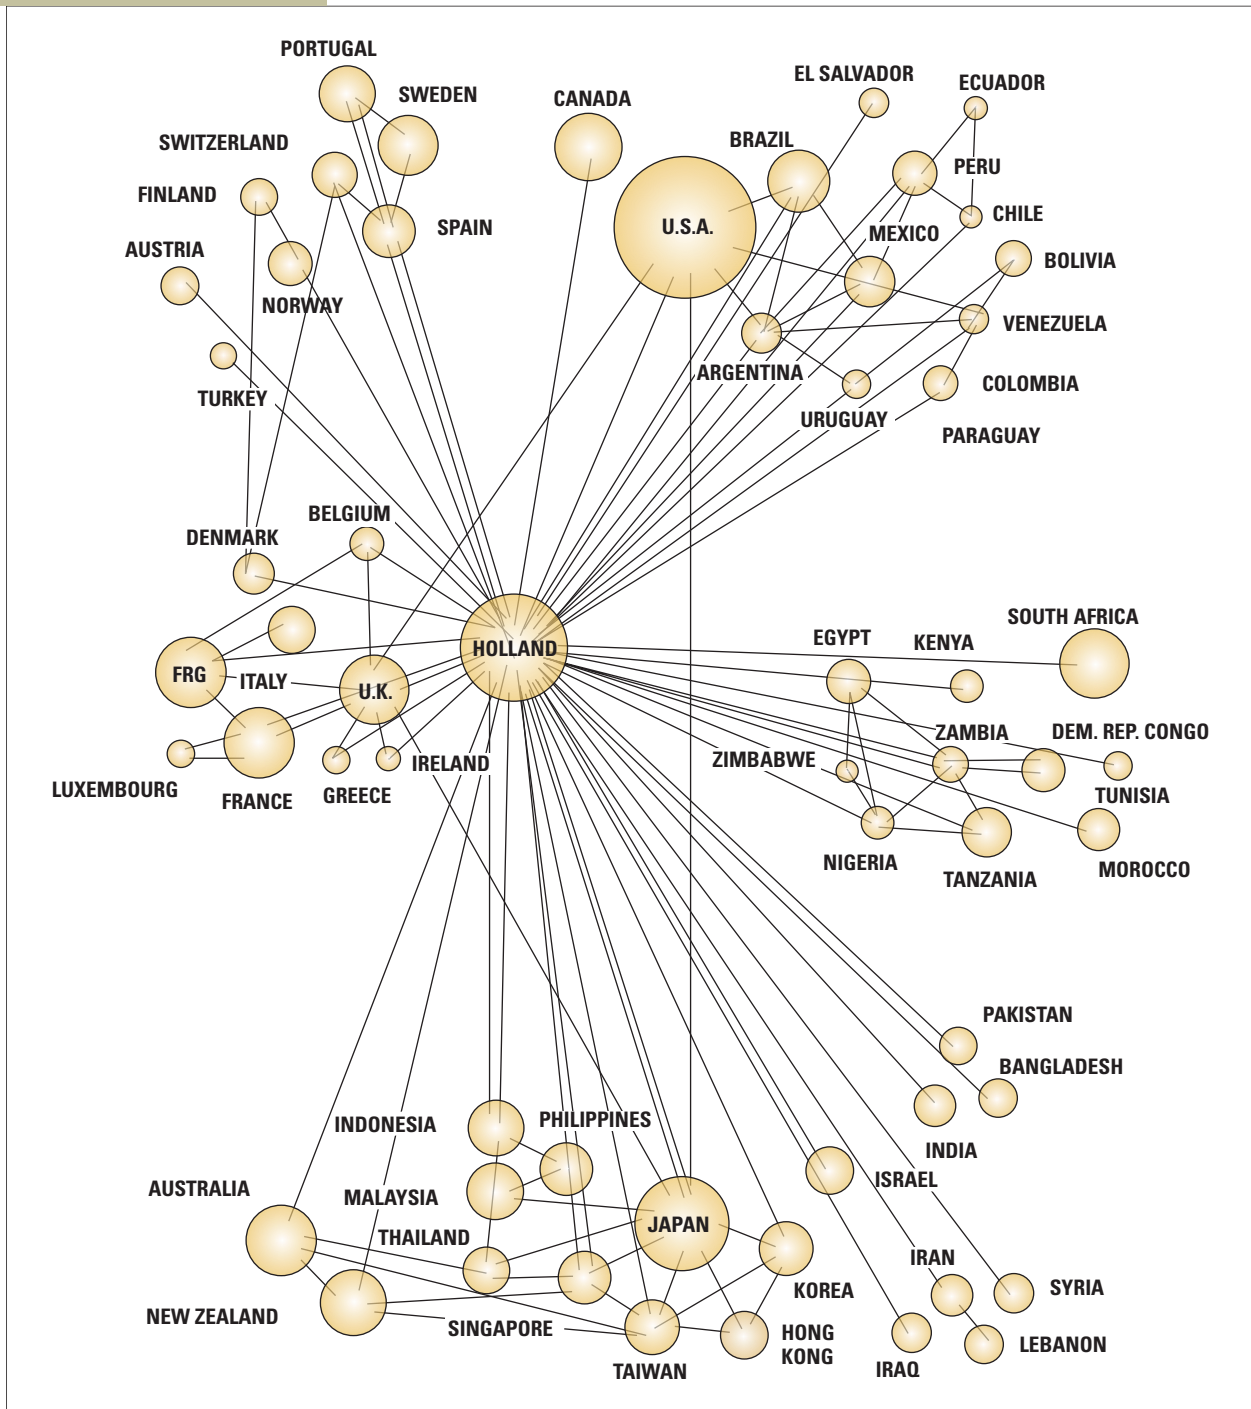 PORTUGAL
SWEDEN
CANADA
EL SALVADOR
ECUADOR
SWITZERLAND
BRAZIL
PERU
FINLAND
CHILE
SPAIN
U.S.A.
MEXICO
AUSTRIA
BOLIVIA
NORWAY
VENEZUELA
TURKEY
ARGENTINA
COLOMBIA
URUGUAY
PARAGUAY
BELGIUM
DENMARK
SOUTH AFRICA
EGYPT
KENYA
HOLLAND
FRG
ITALY
U.K.
ZAMBIA
DEM. REP. CONGO
ZIMBABWE
IRELAND
LUXEMBOURG
FRANCE
GREECE
TUNISIA
NIGERIA
TANZANIA
MOROCCO
PAKISTAN
BANGLADESH
INDONESIA
PHILIPPINES
INDIA
AUSTRALIA
MALAYSIA
ISRAEL
THAILAND
JAPAN
IRAN
KOREA
SYRIA
NEW ZEALAND
SINGAPORE
HONG
KONG
LEBANON
TAIWAN
IRAQ